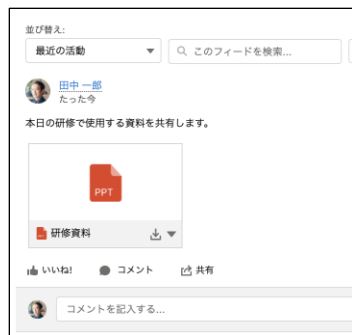 並び替え:
最近の活動
このフィードを検索...
田中 一郎
たった今
本日の研修で使用する資料を共有します。
PPT
研修資料
いいね!
コメント
共有
コメントを記入する...